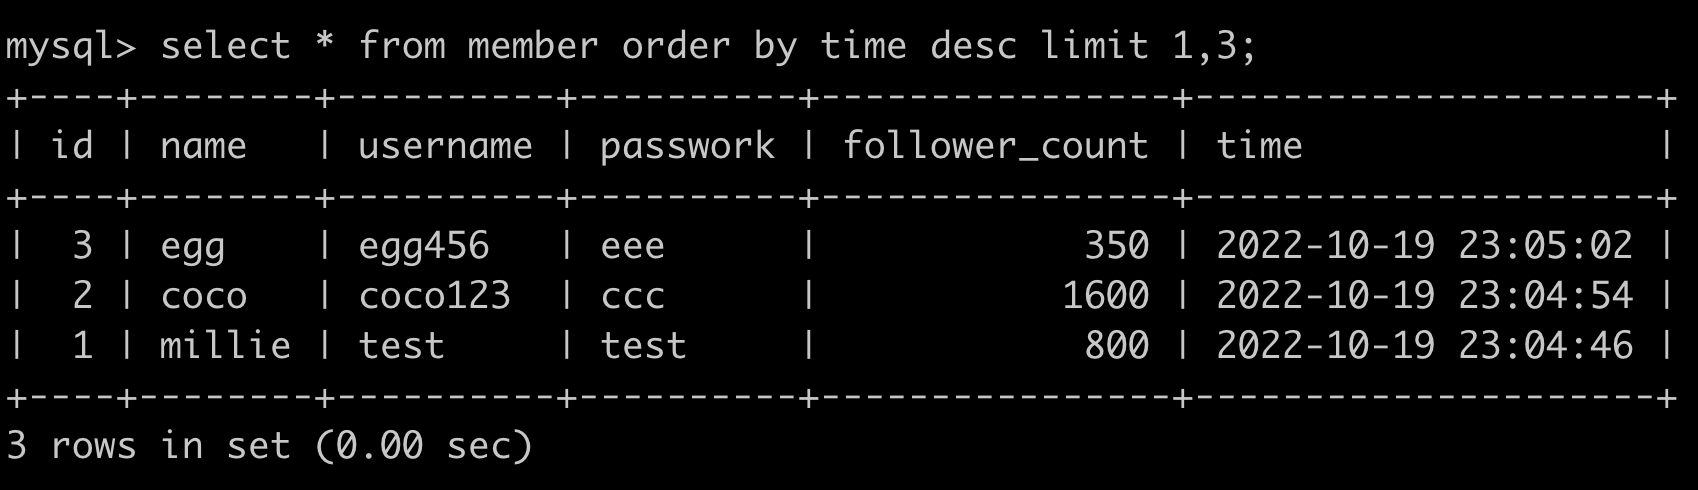 mysql> select * from member order by time desc limit 1,3;
+----+--------+----------+----------+----------------+---------------------+
| id | name   | username | passwork | follower_count | time                |
+----+--------+----------+----------+----------------+---------------------+
|  3 | egg    | egg456   | eee      |            350 | 2022-10-19 23:05:02 |
|  2 | coco   | coco123  | ccc      |           1600 | 2022-10-19 23:04:54 |
|  1 | millie | test     | test     |            800 | 2022-10-19 23:04:46 |
+----+--------+----------+----------+----------------+---------------------+
3 rows in set (0.00 sec)